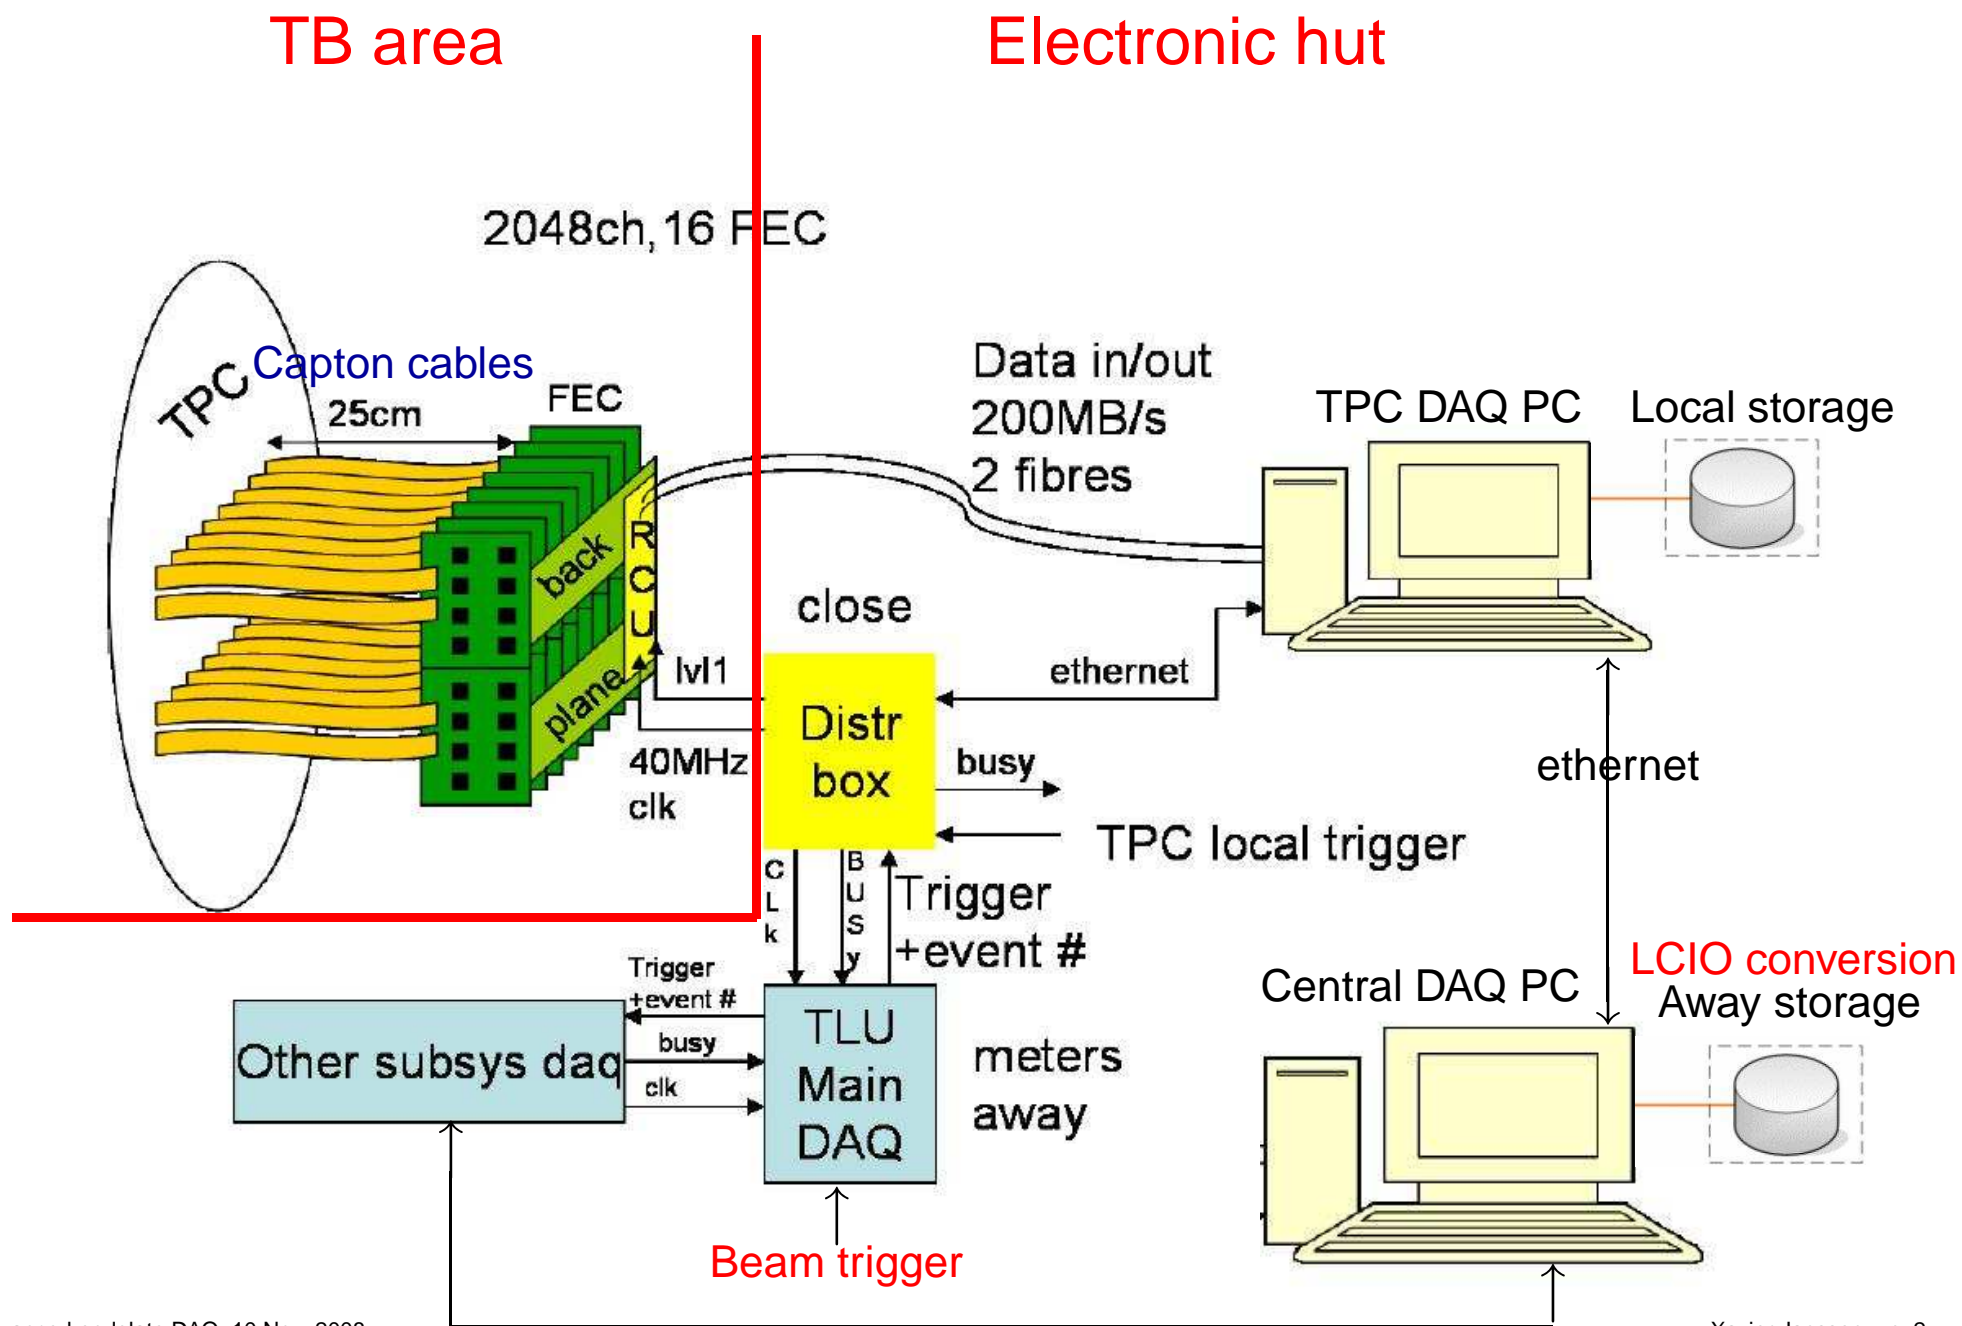 TB area
Electronic hut
2048ch, 16 FEC
TPC
Capton cables
25cm
FEC
back
plane
RCU
Data in/out
200MB/s
2 fibres
TPC DAQ PC
Local storage
close
lvl1
40MHz
clk
Distr
box
ethernet
busy
TPC local trigger
ethernet
CLk
BUSy
Trigger
+event #
Trigger
+event #
busy
clk
Other subsys daq
TLU
Main
DAQ
meters
away
Central DAQ PC
LCIO conversion
Away storage
Beam trigger